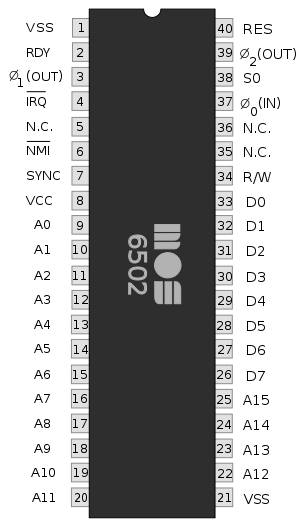 VSS 1 40 RES
RDY 2 39 Ø2(OUT)
Ø1(OUT) 3 38 S0
I̅R̅Q̅ 4 37 Ø0(IN)
N.C. 5 36 N.C.
N̅M̅I̅ 6 35 N.C.
SYNC 7 34 R/W
VCC 8 33 D0
A0 9 32 D1
A1 10 31 D2
A2 11 30 D3
A3 12 29 D4
A4 13 28 D5
A5 14 27 D6
A6 15 26 D7
A7 16 25 A15
A8 17 24 A14
A9 18 23 A13
A10 19 22 A12
A11 20 21 VSS
MOS
6502